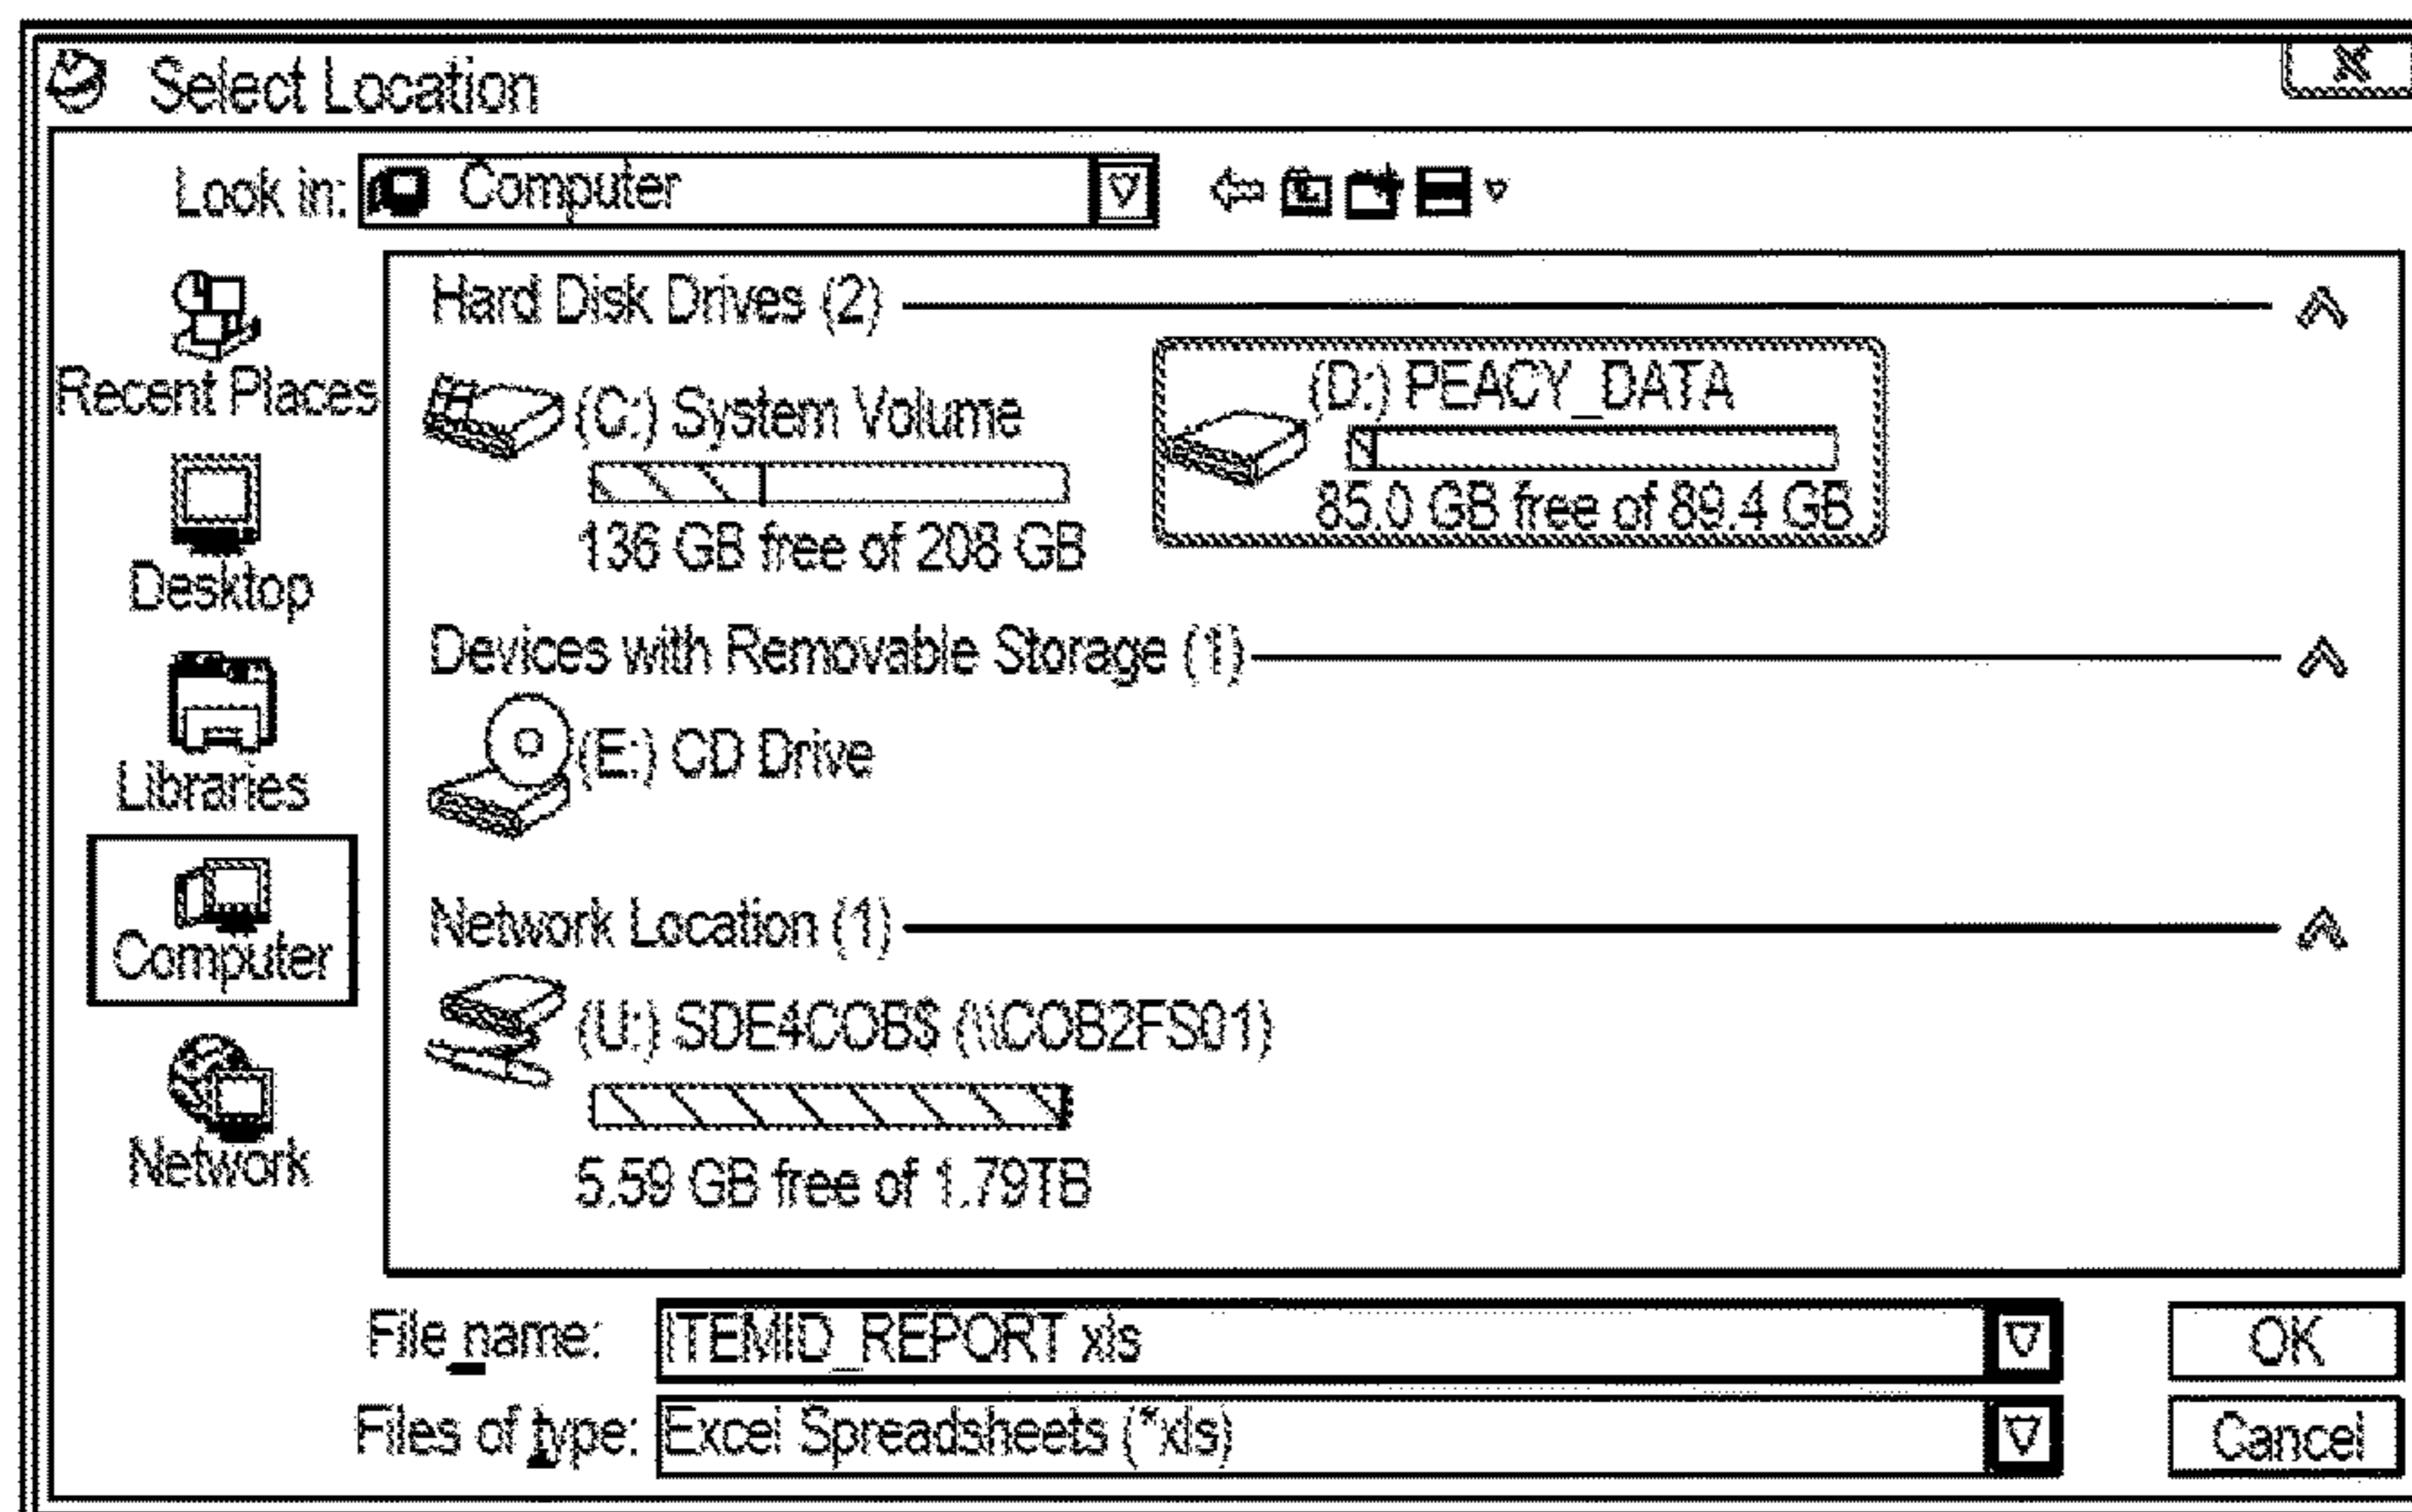 Select Location
Look in: Computer
Recent Places
Desktop
Libraries
Computer
Network
Hard Disk Drives (2)
(C:) System Volume
136 GB free of 208 GB
(D:) PEACY_DATA
85.0 GB free of 89.4 GB
Devices with Removable Storage (1)
(E:) CD Drive
Network Location (1)
(U:) SDE4COB$ (\\COB2FS01)
5.59 GB free of 1.79TB
File name: ITEMID_REPORT xls
OK
Files of type: Excel Spreadsheets (*xls)
Cancel